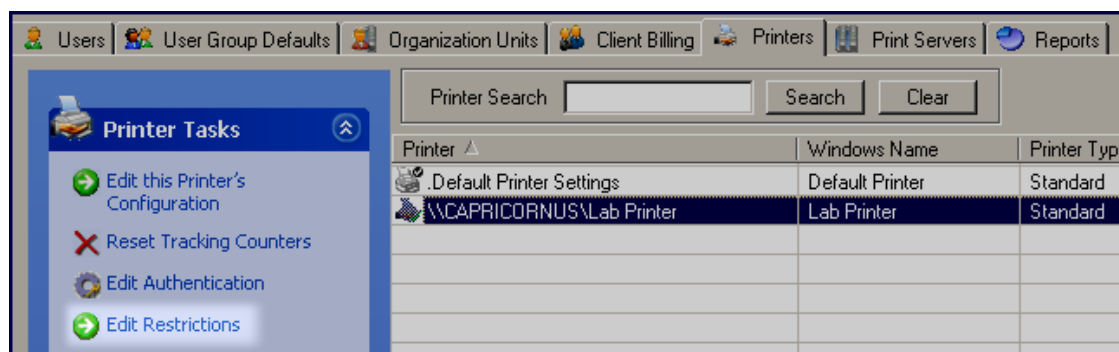 Users User Group Defaults Organization Units Client Billing Printers Print Servers Reports
Printer Search Search Clear
Printer Tasks
Edit this Printer's
Configuration
Reset Tracking Counters
Edit Authentication
Edit Restrictions
Printer Windows Name Printer Typ
.Default Printer Settings Default Printer Standard
\\CAPRICORNUS\Lab Printer Lab Printer Standard